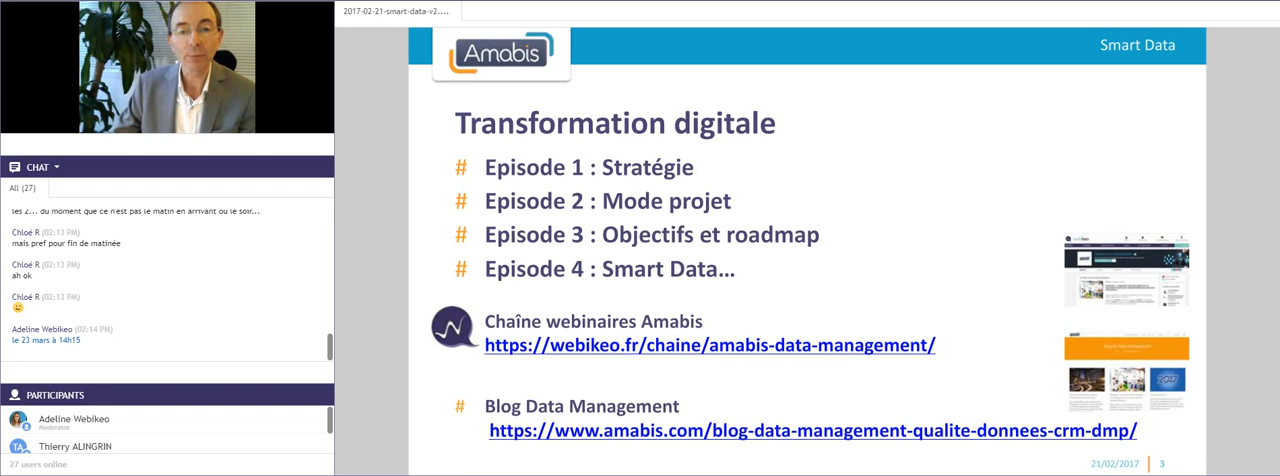 2017-02-21-smart-data-v2....
CHAT
All (27)
les 2... du moment que ce n'est pas le matin en arrivant ou le soir...
Chloé R (02:13 PM)
mais pref pour fin de matinée
Chloé R (02:13 PM)
ah ok
Chloé R (02:13 PM)
Adeline Webikeo (02:14 PM)
le 23 mars à 14h15
PARTICIPANTS
Adeline Webikeo
Moderator
TA
Thierry ALINGRIN
27 users online
Amabis
Smart Data
Transformation digitale
# Episode 1 : Stratégie
# Episode 2 : Mode projet
# Episode 3 : Objectifs et roadmap
# Episode 4 : Smart Data...
Chaîne webinaires Amabis
https://webikeo.fr/chaine/amabis-data-management/
# Blog Data Management
https://www.amabis.com/blog-data-management-qualite-donnees-crm-dmp/
2017
21/02/2017 3